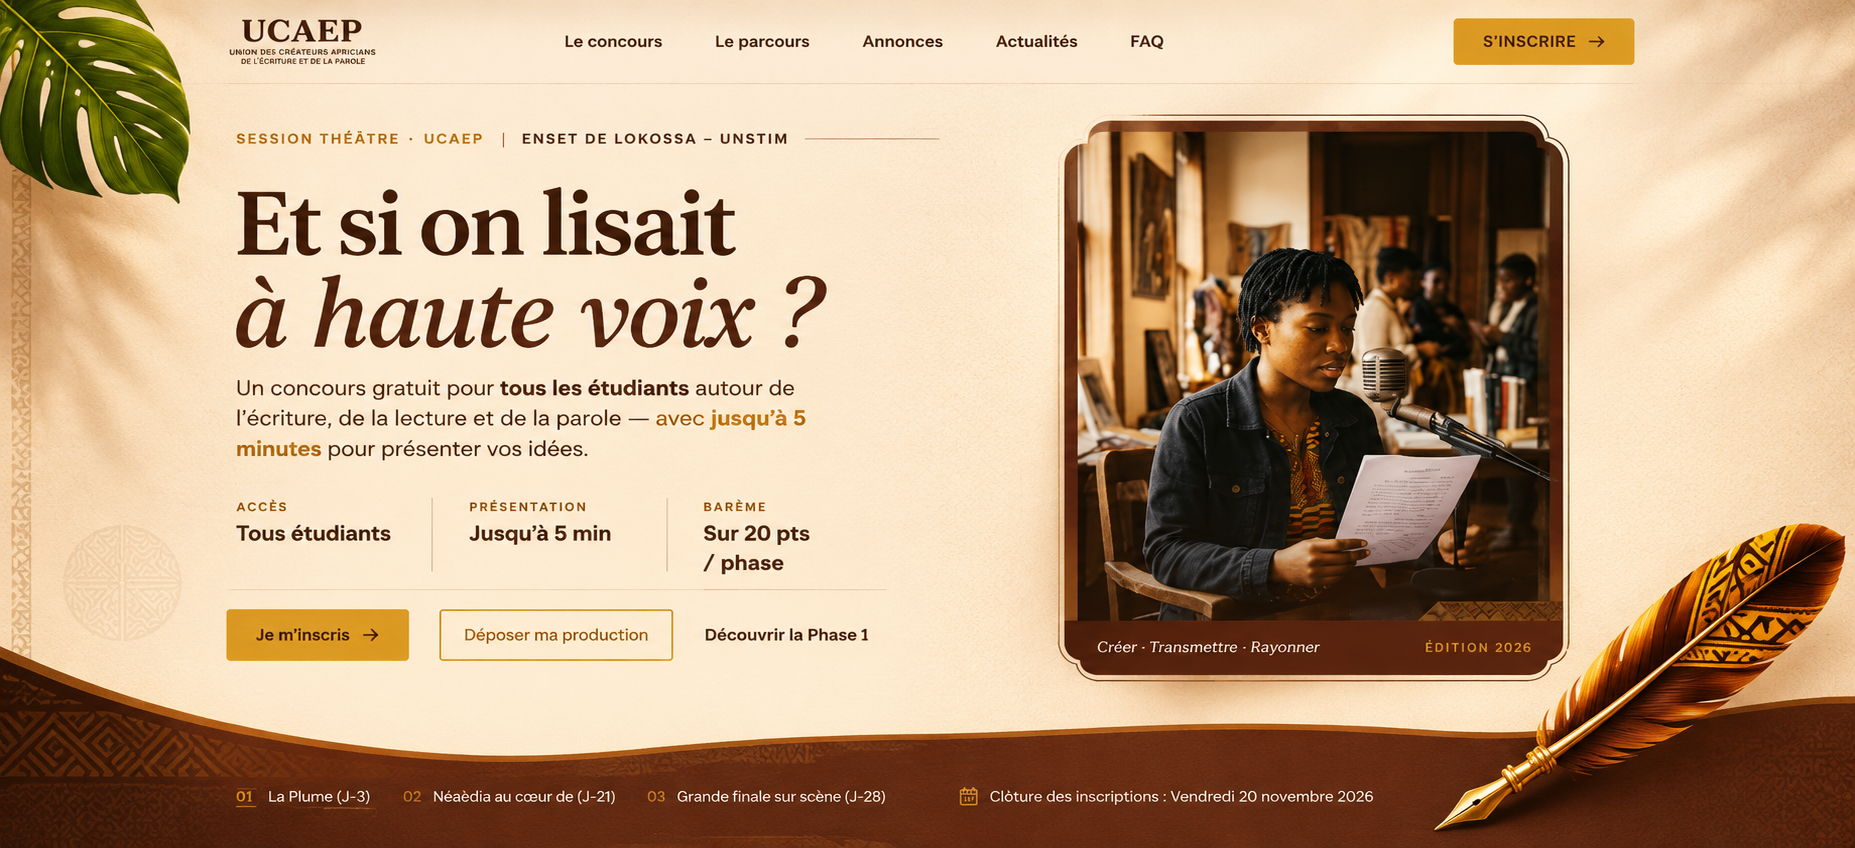 UCAEP
UNION DES CRÉATEURS APRICIANS
DE L'ÉCRITURE ET DE LA PAROLE
Le concours
Le parcours
Annonces
Actualités
FAQ
S'INSCRIRE →
SESSION THÉÂTRE · UCAEP | ENSET DE LOKOSSA – UNSTIM
Et si on lisait
à haute voix ?
Un concours gratuit pour tous les étudiants autour de
l'écriture, de la lecture et de la parole — avec jusqu'à 5
minutes pour présenter vos idées.
ACCÈS
Tous étudiants
PRÉSENTATION
Jusqu'à 5 min
BARÈME
Sur 20 pts
/ phase
Je m'inscris →
Déposer ma production
Découvrir la Phase 1
Créer · Transmettre · Rayonner
ÉDITION 2026
01 La Plume (J-3)
02 Néaèdia au cœur de (J-21)
03 Grande finale sur scène (J-28)
Clôture des inscriptions : Vendredi 20 novembre 2026